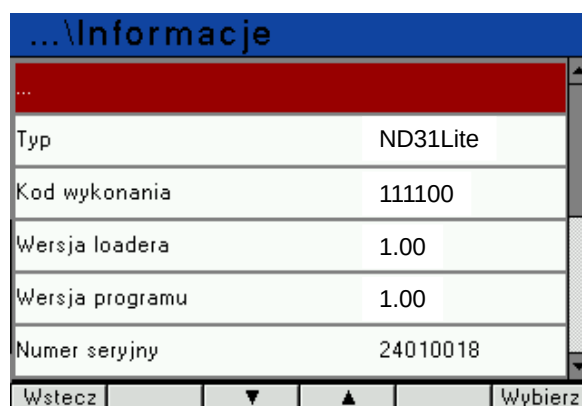 ...\Informacje
...
Typ ND31Lite
Kod wykonania 111100
Wersja loadera 1.00
Wersja programu 1.00
Numer seryjny 24010018
Wstecz ▼ ▲ Wybierz